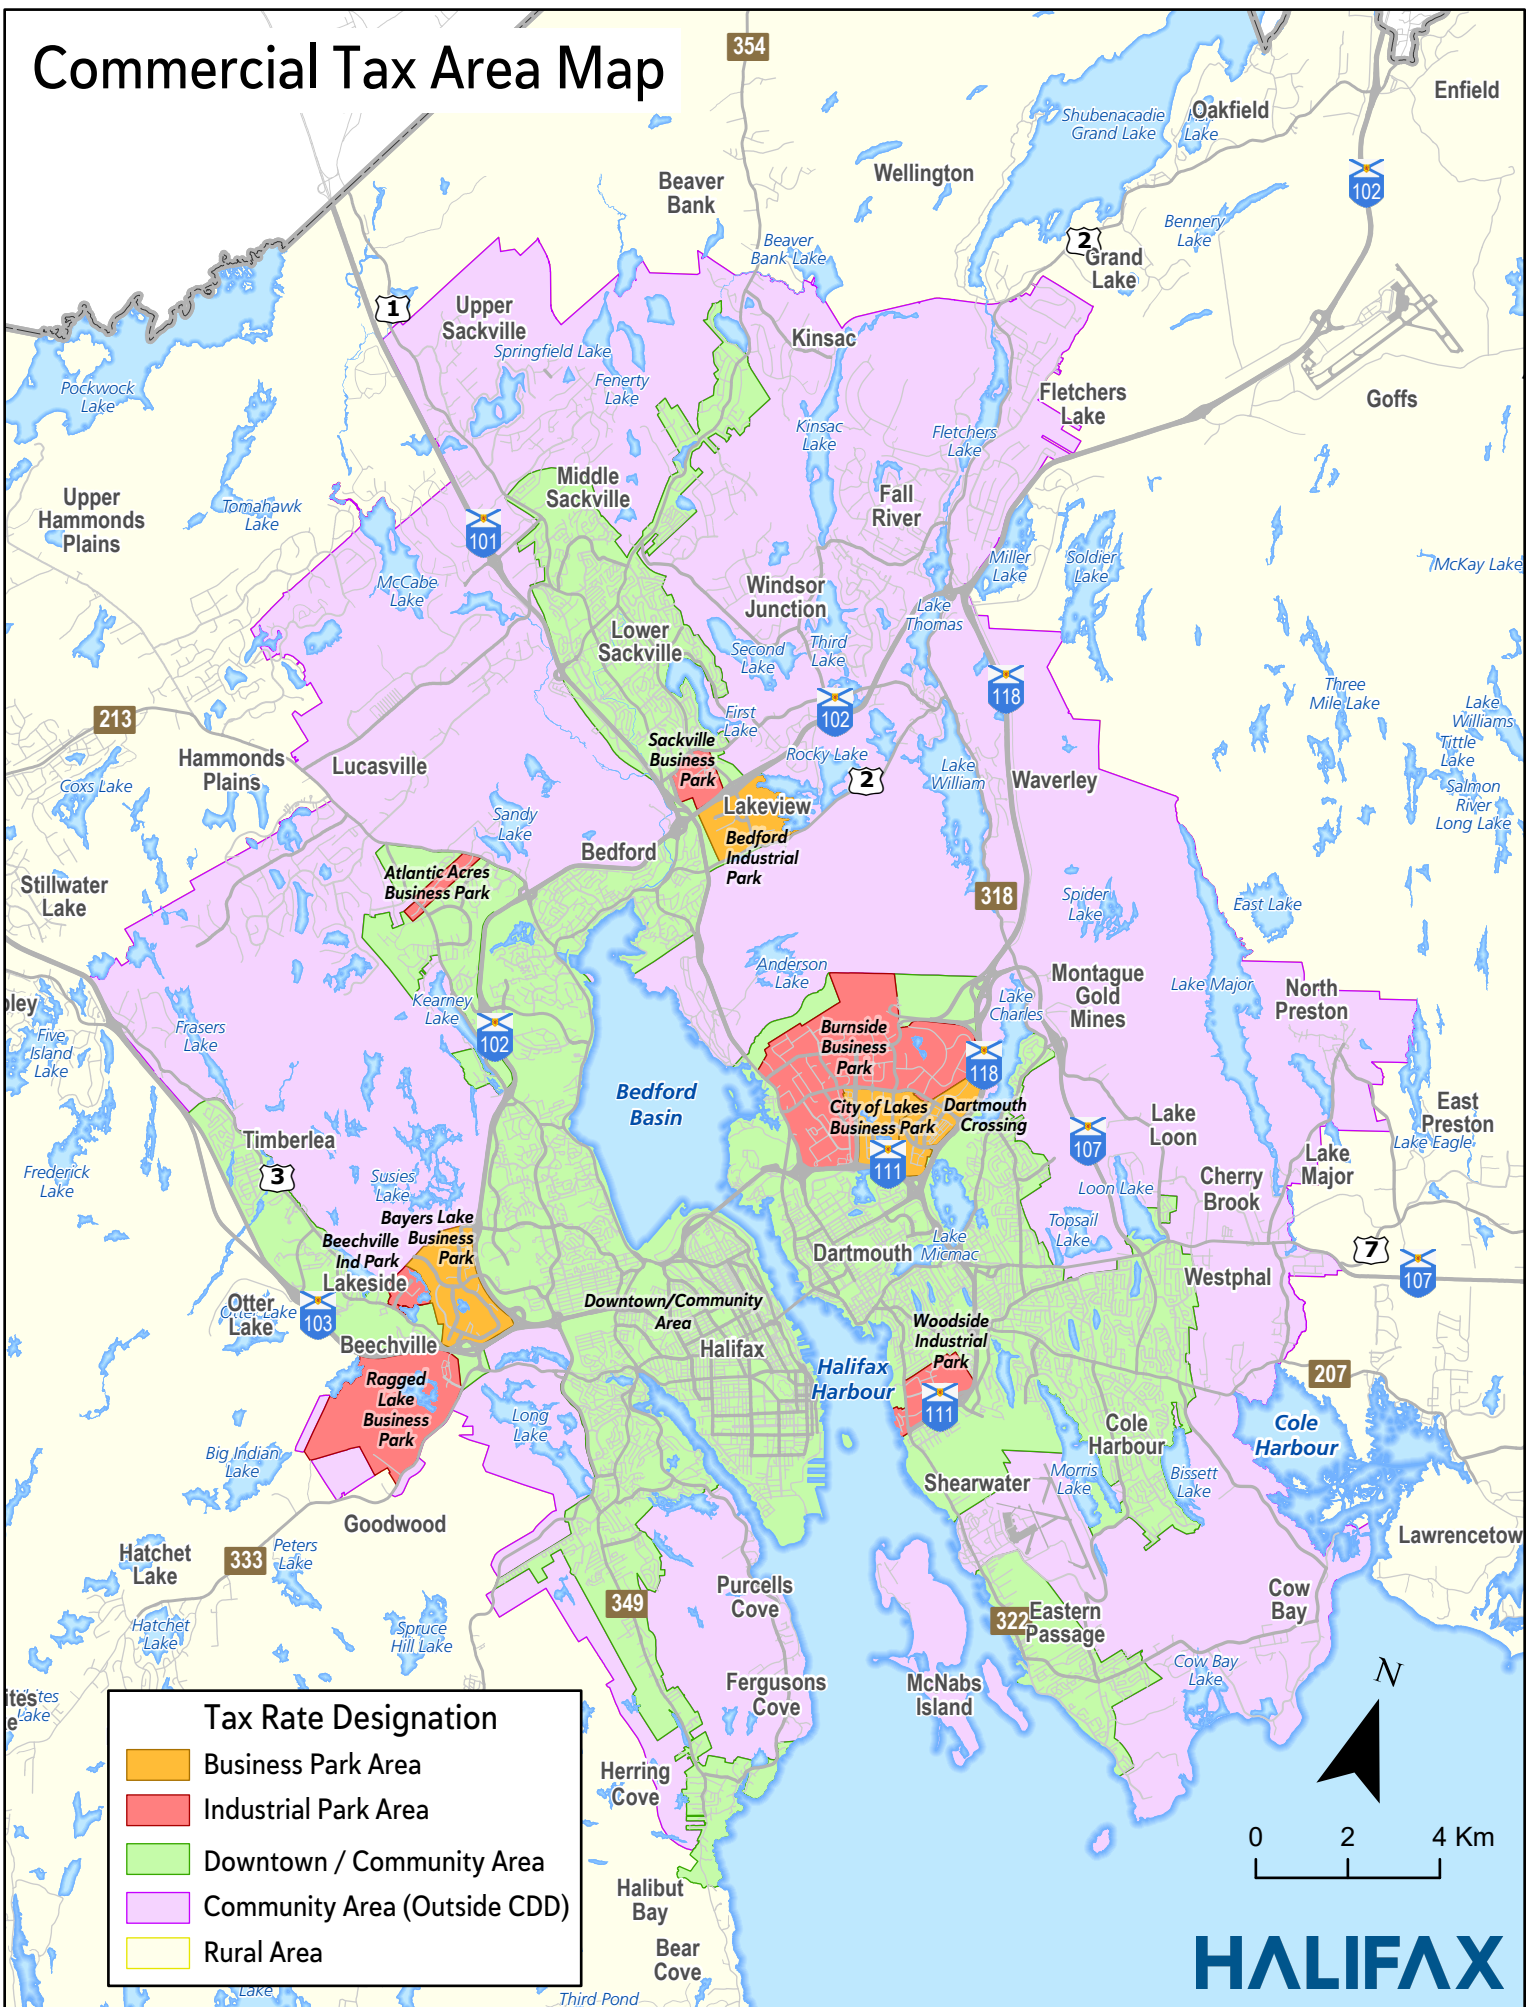 Commercial Tax Area Map
354
Enfield
Shubenacadie
Grand Lake
Oakfield
Lake
102
Wellington
Beaver
Bank
Bennery
Lake
Beaver
Bank Lake
2
Grand
Lake
1
Upper
Sackville
Kinsac
Springfield Lake
Fenerty
Lake
Pockwock
Lake
Fletchers
Lake
Goffs
Kinsac
Lake
Fletchers
Lake
Middle
Sackville
Fall
River
Upper
Hammonds
Plains
Tomahawk
Lake
101
McCabe
Lake
Miller
Lake
Soldier
Lake
McKay Lake
Windsor
Junction
Lake
Thomas
Lower
Sackville
Second
Lake
Third
Lake
118
Three
Mile Lake
Lake
Williams
213
First
Lake
102
Tittle
Lake
Sackville
Business
Park
Rocky Lake
2
Lake
William
Waverley
Hammonds
Plains
Lucasville
Coxs Lake
Salmon
River
Long Lake
Lakeview
Sandy
Lake
Bedford
Bedford
Industrial
Park
Atlantic Acres
Business Park
Stillwater
Lake
318
Spider
Lake
East Lake
Anderson
Lake
Montague
Gold
Mines
Lake Major
North
Preston
Lake
Charles
Kearney
Lake
Frasers
Lake
Five
Island
Lake
102
Burnside
Business
Park
118
Bedford
Basin
City of Lakes
Business Park
Dartmouth
Crossing
Lake
Loon
East
Preston
Lake Eagle
Timberlea
107
111
Lake
Major
3
Frederick
Lake
Susies
Lake
Loon Lake
Cherry
Brook
Bayers Lake
Business
Park
Beechville
Ind Park
Lake
Micmac
Topsail
Lake
Dartmouth
7
107
Westphal
Lakeside
Otter
Lake
Otter Lake
103
Downtown/Community
Area
Beechville
Halifax
Woodside
Industrial
Park
Halifax
Harbour
207
Ragged
Lake
Business
Park
111
Long
Lake
Cole
Harbour
Cole
Harbour
Big Indian
Lake
Shearwater
Morris
Lake
Bissett
Lake
Goodwood
Lawrencetow
Hatchet
Lake
333
Peters
Lake
Purcells
Cove
Cow
Bay
349
Hatchet
Lake
Spruce
Hill Lake
322
Eastern
Passage
Cow Bay
Lake
N
Fergusons
Cove
McNabs
Island
Tax Rate Designation
Business Park Area
Industrial Park Area
Downtown / Community Area
Community Area (Outside CDD)
Rural Area
Herring
Cove
0 2 4 Km
Halibut
Bay
Bear
Cove
HALIFAX
Lake
Third Pond